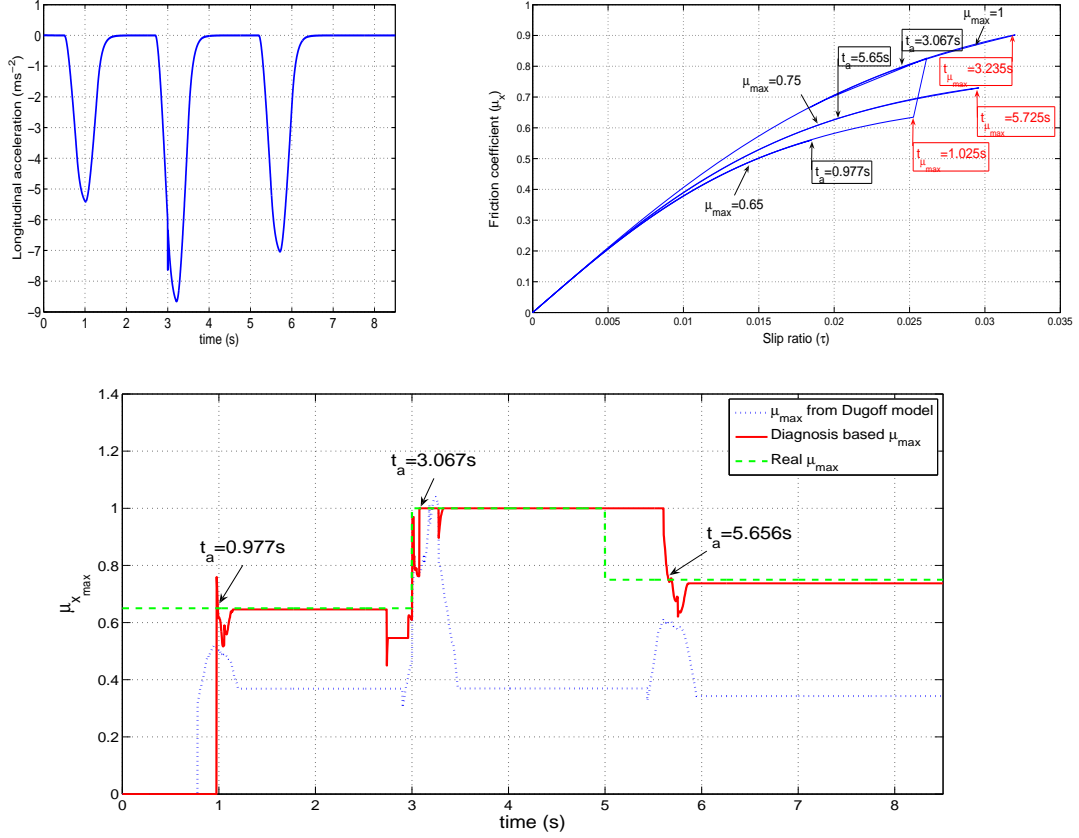 Longitudinal acceleration (ms⁻²)
0
−1
−2
−3
−4
−5
−6
−7
−8
−9
0 1 2 3 4 5 6 7 8
time (s)
Friction coefficient (μx)
1
0.9
0.8
0.7
0.6
0.5
0.4
0.3
0.2
0.1
0
0 0.005 0.01 0.015 0.02 0.025 0.03 0.035
Slip ratio (τ)
μmax=1
ta=3.067s
ta=5.65s
μmax=0.75
tμmax=3.235s
tμmax=5.725s
tμmax=1.025s
ta=0.977s
μmax=0.65
μxmax
1.4
1.2
1
0.8
0.6
0.4
0.2
0
0 1 2 3 4 5 6 7 8
time (s)
μmax from Dugoff model
Diagnosis based μmax
Real μmax
ta=0.977s
ta=3.067s
ta=5.656s